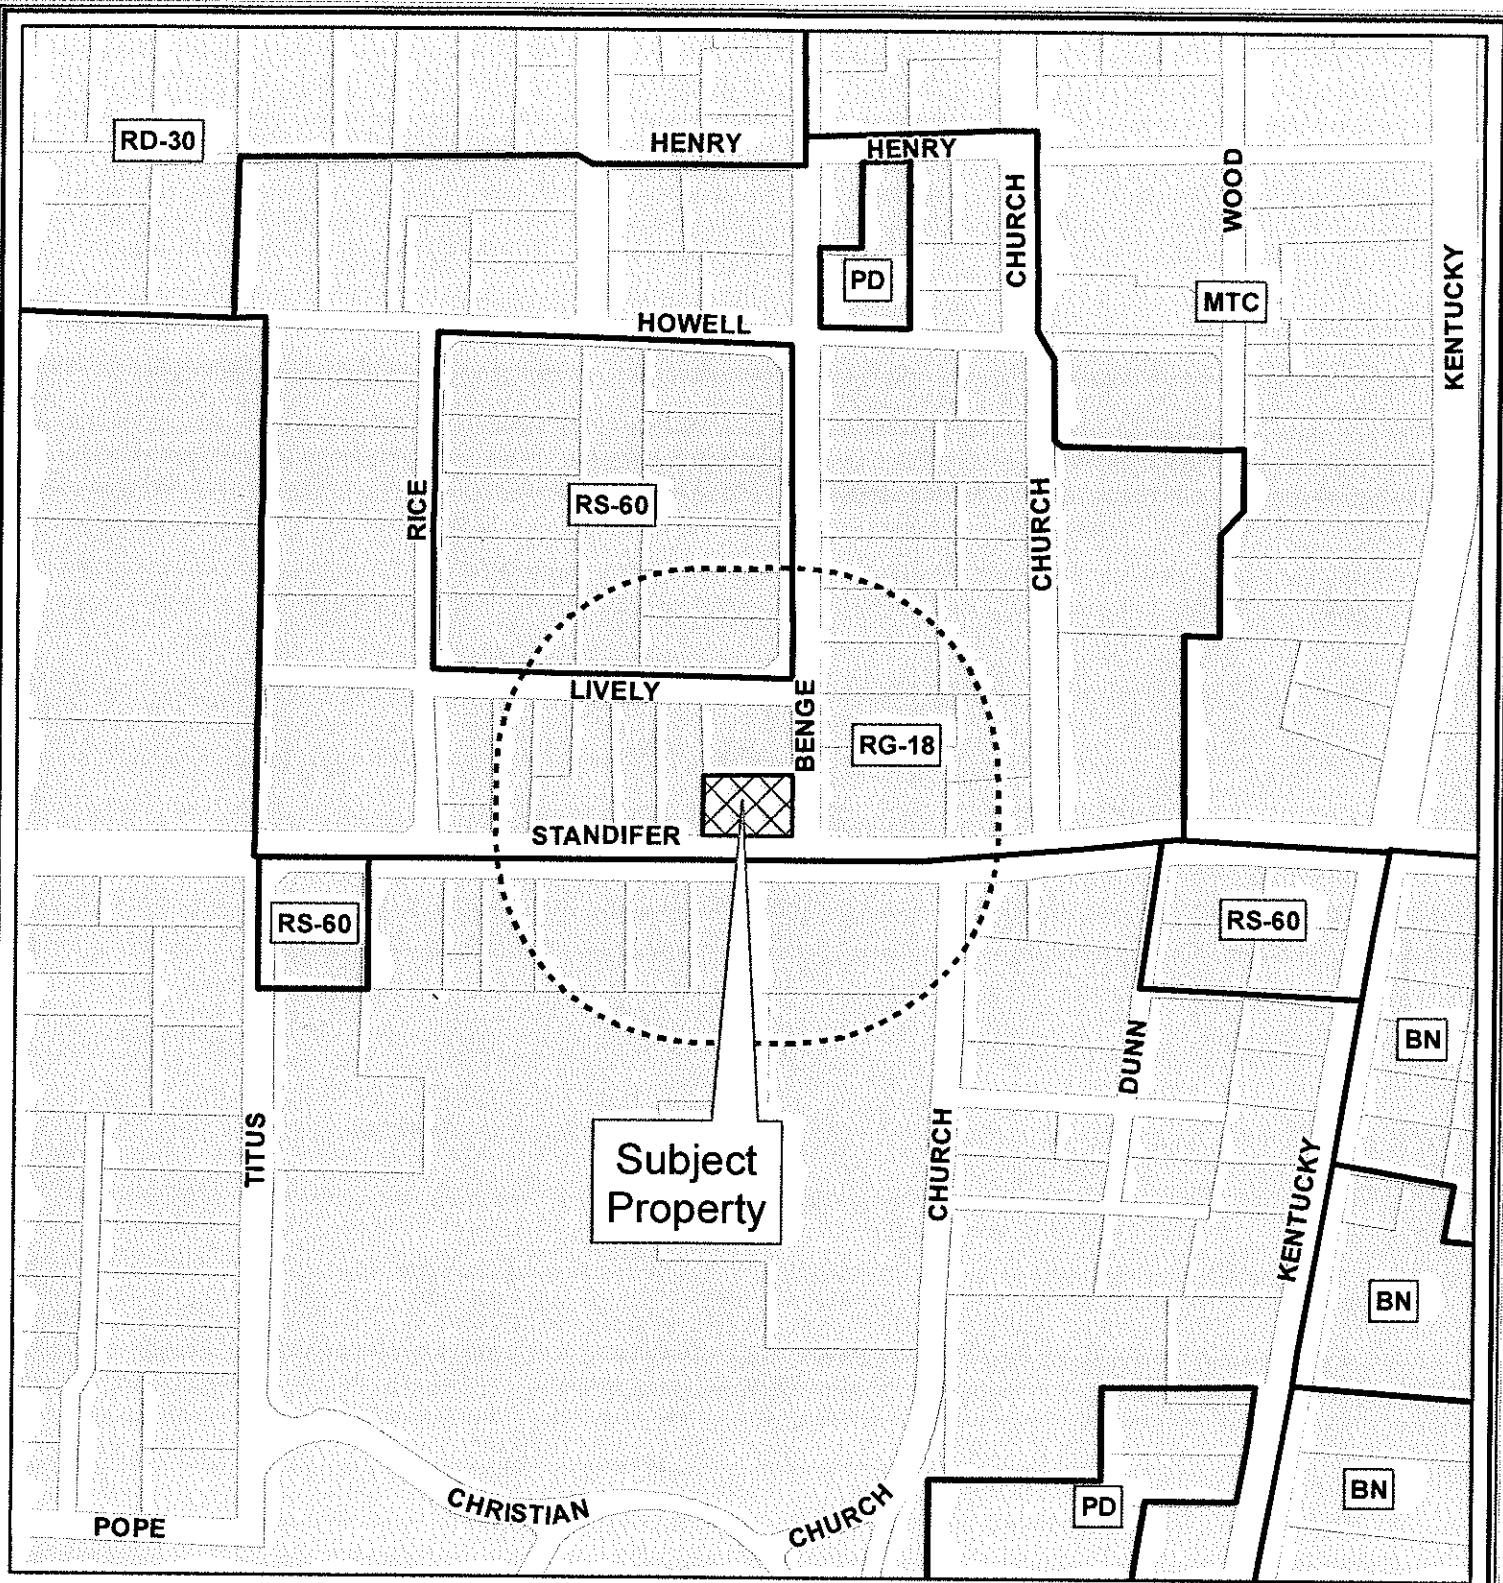 RD-30
HENRY
HENRY
CHURCH
WOOD
KENTUCKY
PD
MTC
HOWELL
RICE
RS-60
CHURCH
LIVELY
BENGE
RG-18
STANDIFER
RS-60
RS-60
BN
DUNN
TITUS
CHURCH
Subject
Property
KENTUCKY
BN
CHRISTIAN
CHURCH
PD
BN
POPE